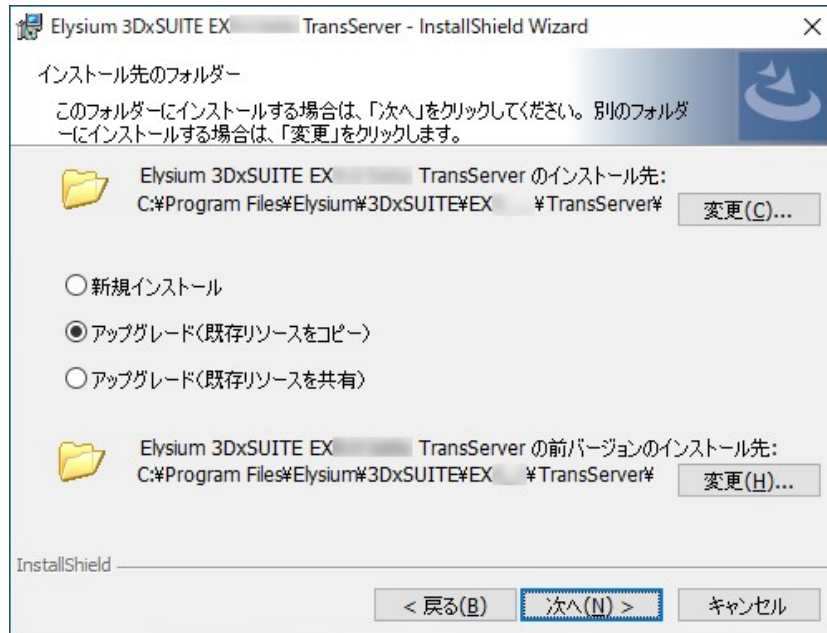 Elysium 3DxSUITE EX TransServer - InstallShield Wizard
インストール先のフォルダー
このフォルダーにインストールする場合は、「次へ」をクリックしてください。別のフォルダ
ーにインストールする場合は、「変更」をクリックします。
Elysium 3DxSUITE EX TransServer のインストール先:
C:¥Program Files¥Elysium¥3DxSUITE¥EX ¥TransServer¥
変更(C)...
新規インストール
アップグレード(既存リソースをコピー)
アップグレード(既存リソースを共有)
Elysium 3DxSUITE EX TransServer の前バージョンのインストール先:
C:¥Program Files¥Elysium¥3DxSUITE¥EX ¥TransServer¥
変更(H)...
InstallShield
< 戻る(B)
次へ(N) >
キャンセル